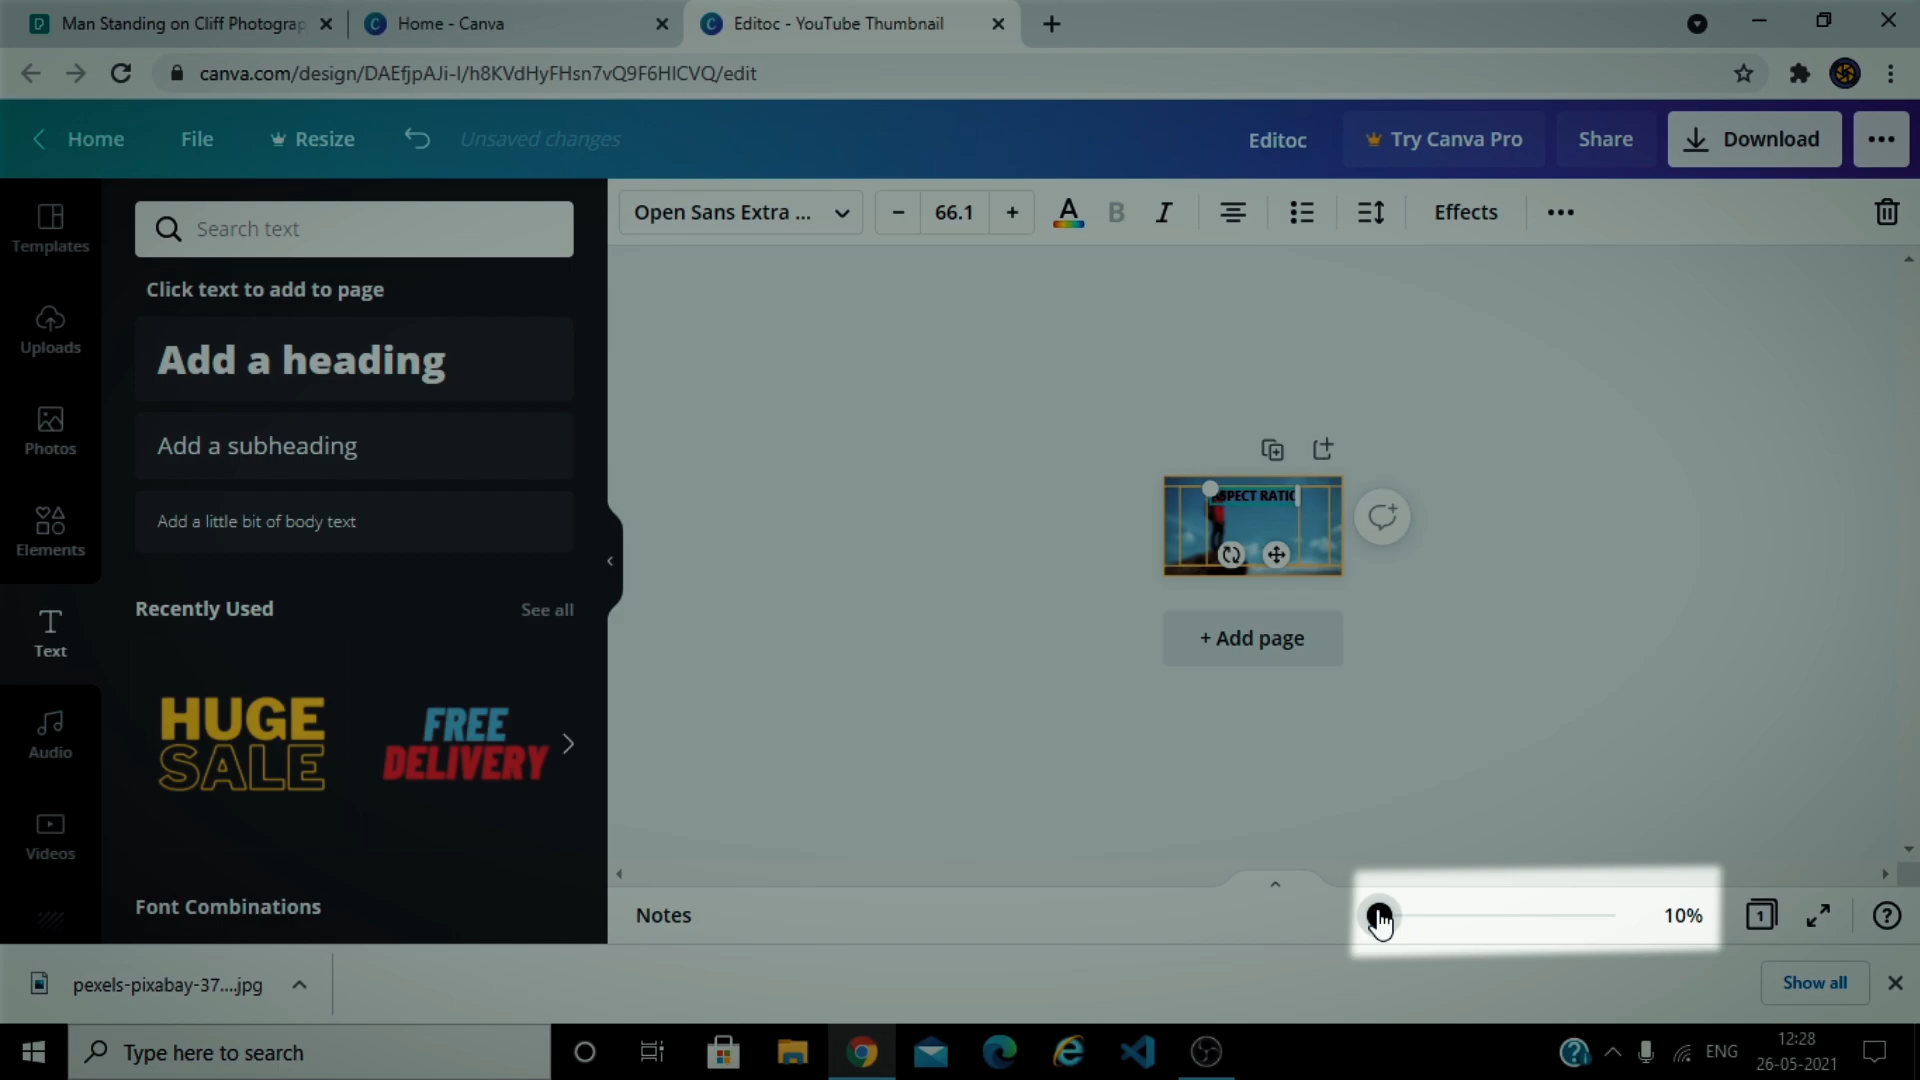 Man Standing on Cliff Photograp
Home - Canva
Editoc - YouTube Thumbnail
canva.com/design/DAEfjpAJi-I/h8KVdHyFHsn7vQ9F6HICVQ/edit
Home
File
Resize
Unsaved changes
Editoc
Try Canva Pro
Share
Download
Templates
Uploads
Photos
Elements
Text
Audio
Videos
Search text
Click text to add to page
Add a heading
Add a subheading
Add a little bit of body text
Recently Used
See all
HUGE
SALE
FREE
DELIVERY
Font Combinations
Open Sans Extra ...
- 66.1 +
A
B
I
Effects
SPECT RATIO
+ Add page
Notes
10%
1
pexels-pixabay-37....jpg
Show all
Type here to search
ENG
12:28
26-05-2021